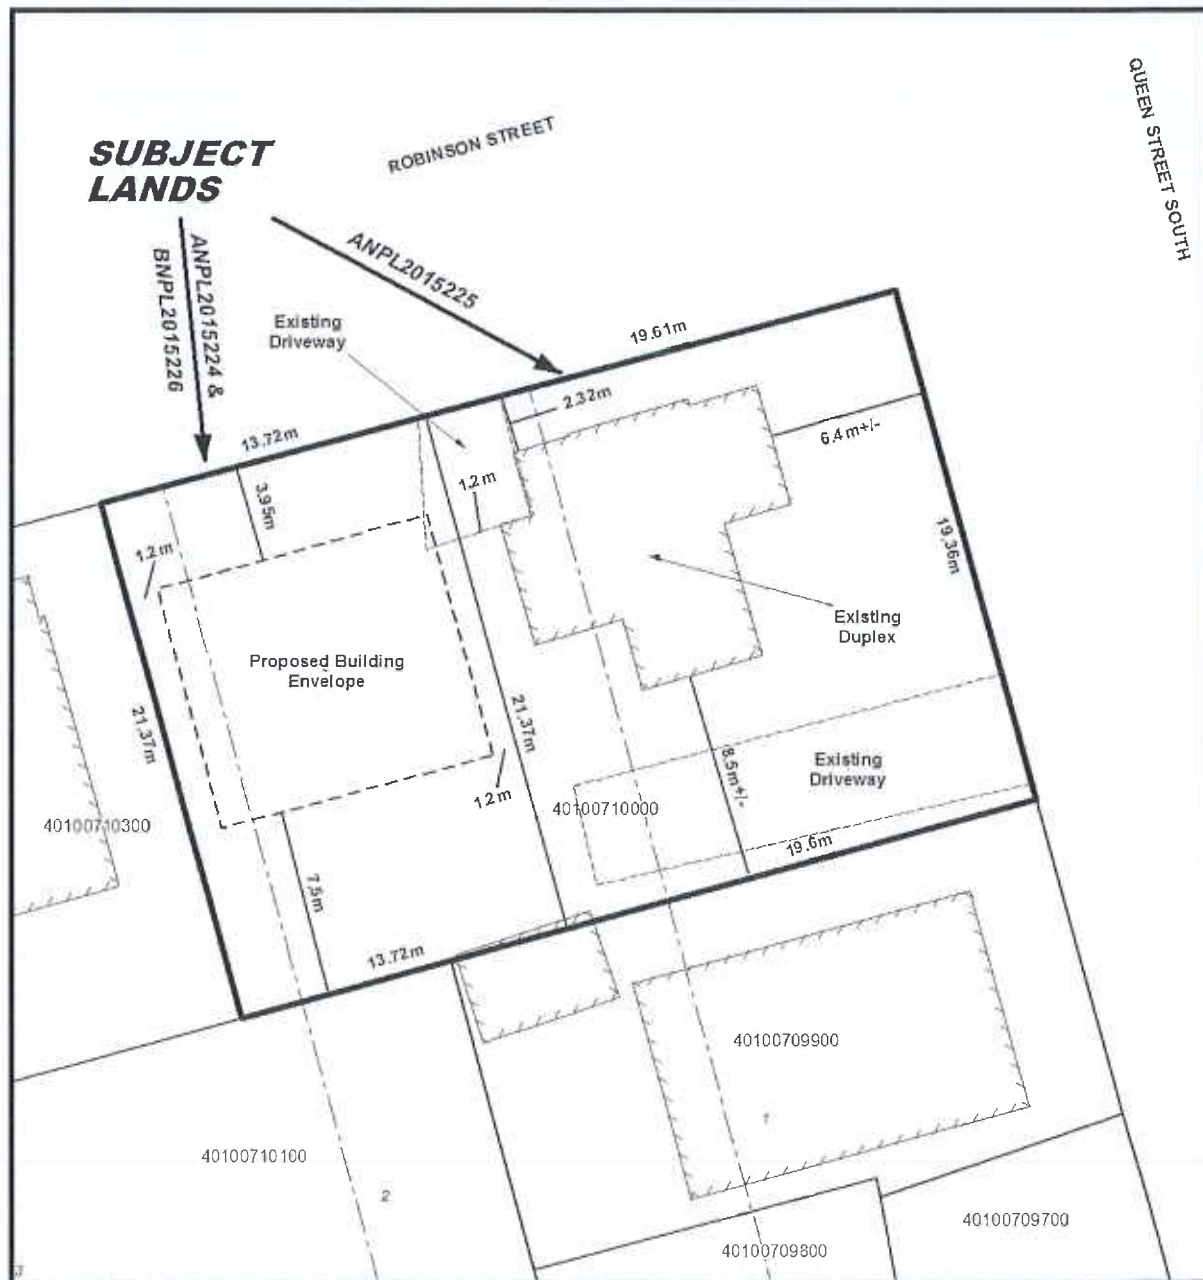 QUEEN STREET SOUTH
ROBINSON STREET
SUBJECT
LANDS
ANPL2015224 &
BNPL2015226
ANPL2015225
Existing
Driveway
19.61m
13.72m
2.32m
6.4m+/-
3.95m
1.2m
1.2m
19.36m
Existing
Duplex
Proposed Building
Envelope
21.37m
21.37m
8.5m+/-
Existing
Driveway
1.2m
40100710000
40100710300
19.6m
7.5m
13.72m
40100709900
1
40100710100
2
40100709700
40100709800
3